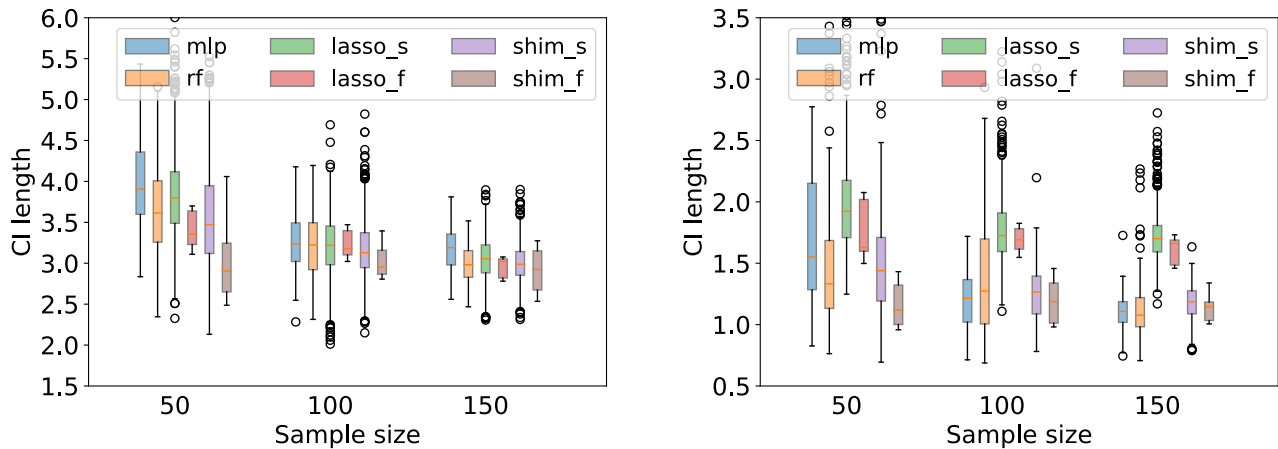 6.0
5.5
5.0
4.5
4.0
3.5
3.0
2.5
2.0
1.5
CI length
mlp
rf
lasso_s
lasso_f
shim_s
shim_f
50
100
150
Sample size
3.5
3.0
2.5
2.0
1.5
1.0
0.5
CI length
mlp
rf
lasso_s
lasso_f
shim_s
shim_f
50
100
150
Sample size